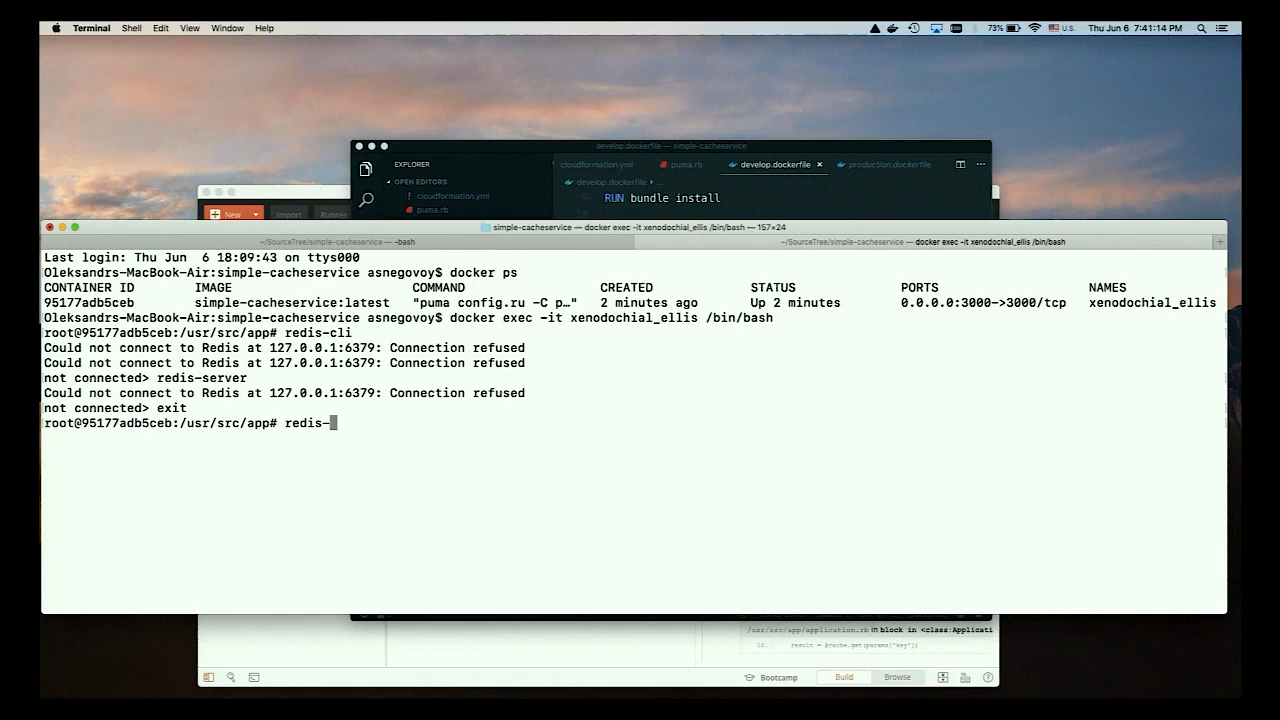 Terminal Shell Edit View Window Help 73% U.S. Thu Jun 6 7:41:14 PM
develop.dockerfile — simple-cacheservice
EXPLORER cloudformation.yml puma.rb develop.dockerfile production.dockerfile
OPEN EDITORS develop.dockerfile
cloudformation.yml RUN bundle install
puma.rb
New Import Runner
simple-cacheservice — docker exec -it xenodochial_ellis /bin/bash — 157×24
~/SourceTree/simple-cacheservice — -bash ~/SourceTree/simple-cacheservice — docker exec -it xenodochial_ellis /bin/bash
Last login: Thu Jun 6 18:09:43 on ttys000
Oleksandrs-MacBook-Air:simple-cacheservice asnegovoy$ docker ps
CONTAINER ID IMAGE COMMAND CREATED STATUS PORTS NAMES
95177adb5ceb simple-cacheservice:latest "puma config.ru -C p…" 2 minutes ago Up 2 minutes 0.0.0.0:3000->3000/tcp xenodochial_ellis
Oleksandrs-MacBook-Air:simple-cacheservice asnegovoy$ docker exec -it xenodochial_ellis /bin/bash
root@95177adb5ceb:/usr/src/app# redis-cli
Could not connect to Redis at 127.0.0.1:6379: Connection refused
Could not connect to Redis at 127.0.0.1:6379: Connection refused
not connected> redis-server
Could not connect to Redis at 127.0.0.1:6379: Connection refused
not connected> exit
root@95177adb5ceb:/usr/src/app# redis-
/usr/src/app/application.rb in block in <class:Applicati
10. result = @cache.get(params["key"])
Bootcamp Build Browse